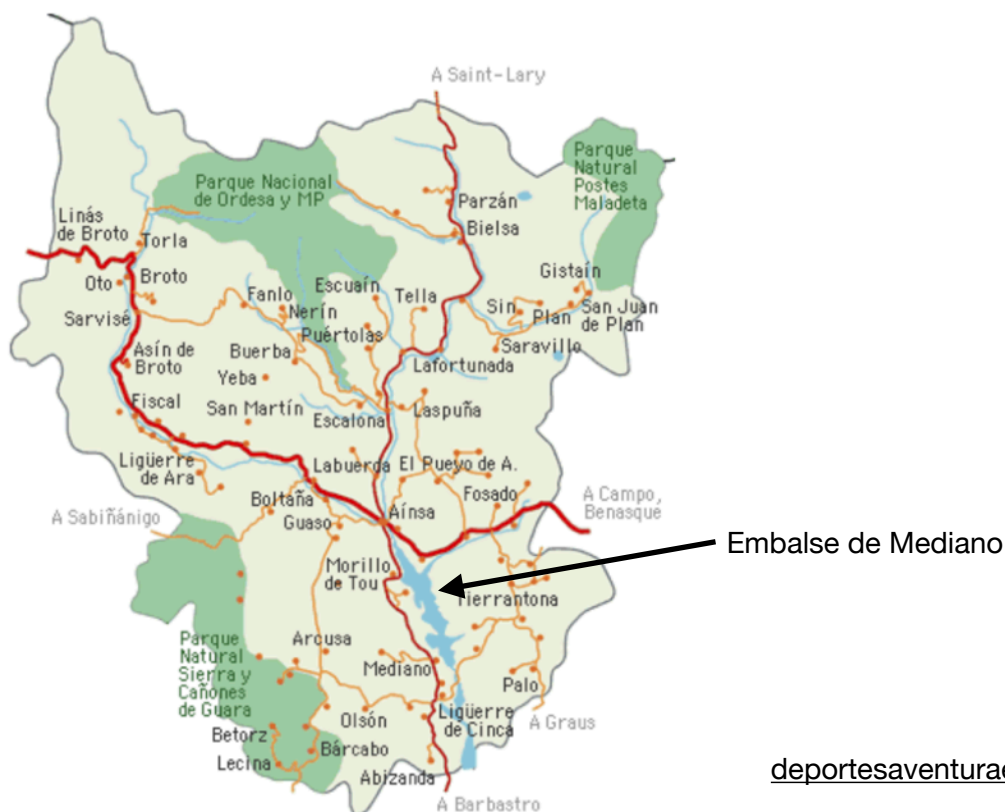 A Saint-Lary
Parque
Natural
Postes
Maladeta
Parque Nacional
de Ordesa y MP
Parzán
Bielsa
Linás
de Broto
Torla
Gistaín
Oto
Broto
Fanlo
Escuaín
Tella
Sin
Plan
San Juan
de Plan
Nerín
Sarvisé
Puértolas
Saravillo
Buerba
Asín de
Broto
Lafortunada
Yeba
Fiscal
San Martín
Escalona
Laspuña
Ligüerre
de Ara
Labuerda
El Pueyo de A.
Boltaña
Fosado
A Campo,
Benasque
A Sabiñánigo
Guaso
Aínsa
Embalse de Mediano
Morillo
de Tou
Tierrantona
Parque
Natural
Sierra y
Cañones
de Guara
Arcusa
Mediano
Palo
Olsón
Ligüerre
de Cinca
A Graus
Betorz
Bárcabo
Lecina
Abizanda
A Barbastro
deportesaventura